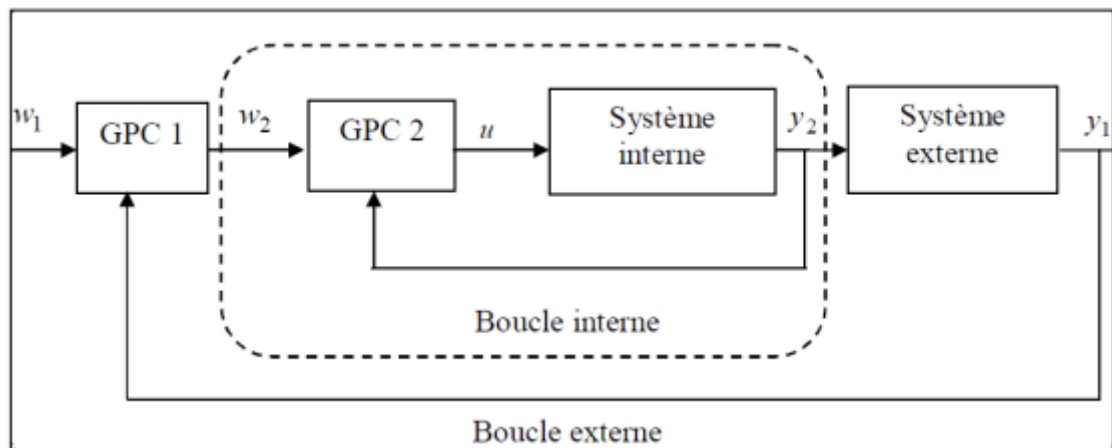 w1
GPC 1
w2
GPC 2
u
Système
interne
y2
Système
externe
y1
Boucle interne
Boucle externe